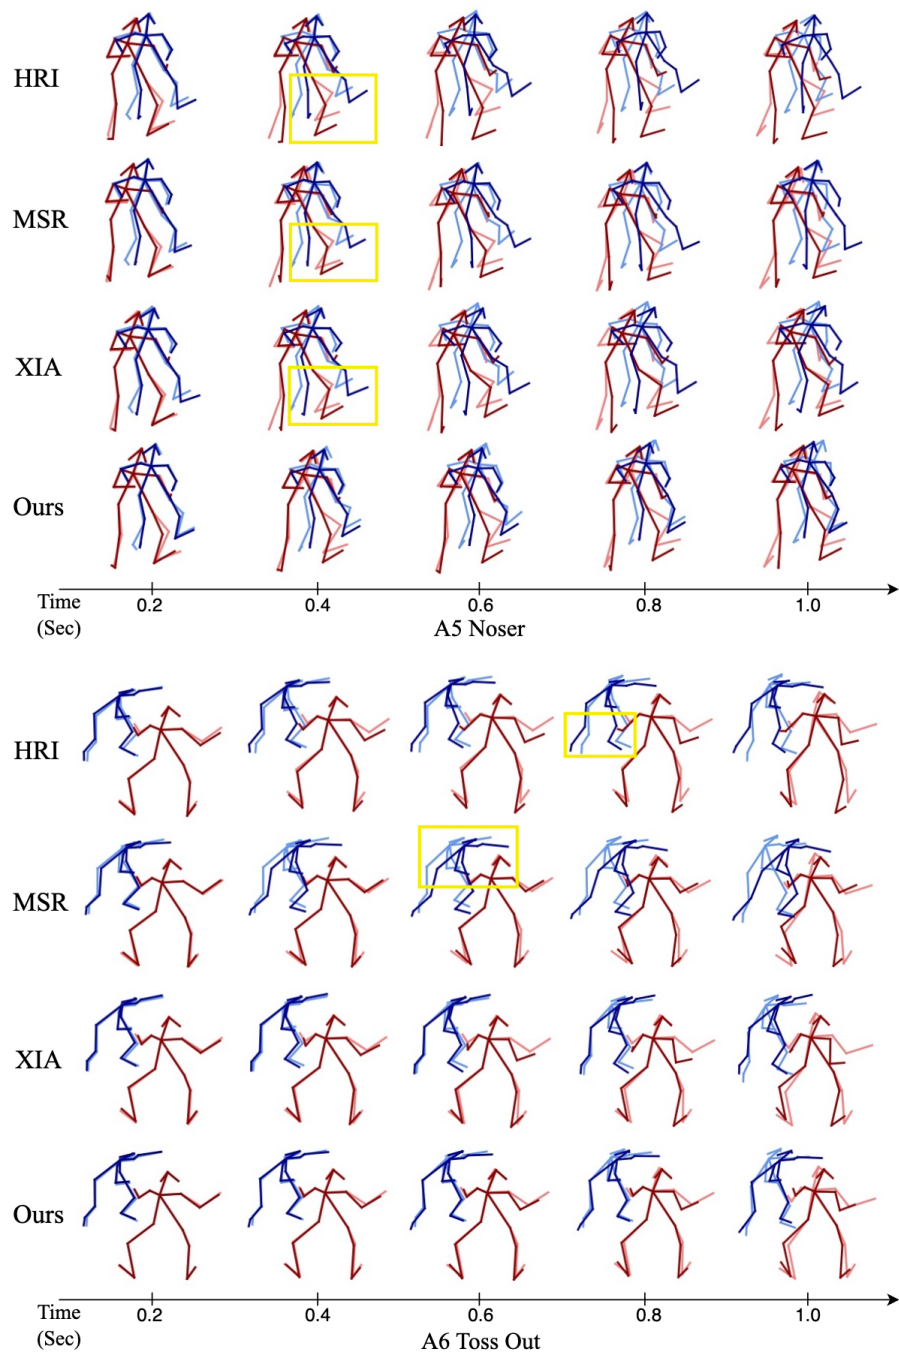 HRI
MSR
XIA
Ours
Time
(Sec)
0.2
0.4
0.6
0.8
1.0
A5 Noser
HRI
MSR
XIA
Ours
Time
(Sec)
0.2
0.4
0.6
0.8
1.0
A6 Toss Out